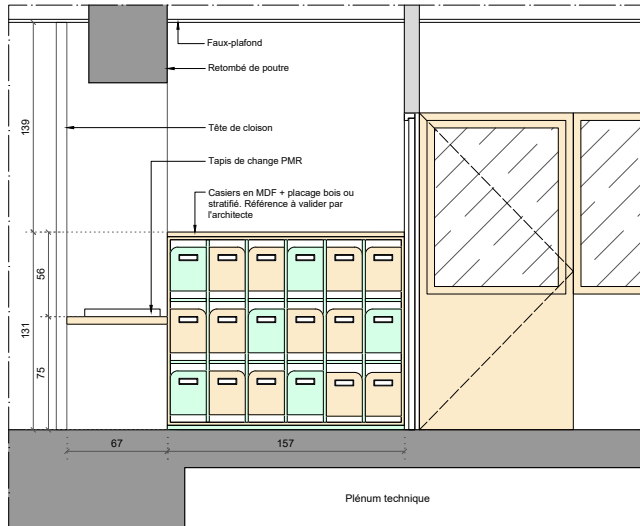 Faux-plafond
Retombé de poutre
139
Tête de cloison
Tapis de change PMR
Casiers en MDF + placage bois ou
stratifié. Référence à valider par
l'architecte
56
131
75
67
157
Plénum technique